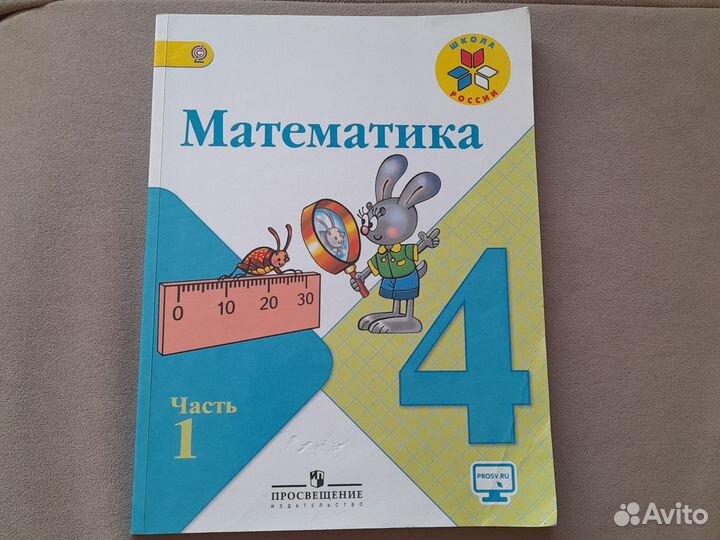 ШКОЛА
РОССИИ
Математика
0 10 20 30
4
Часть
1
ПРОСВЕЩЕНИЕ
ИЗДАТЕЛЬСТВО
PROSV.RU
Avito